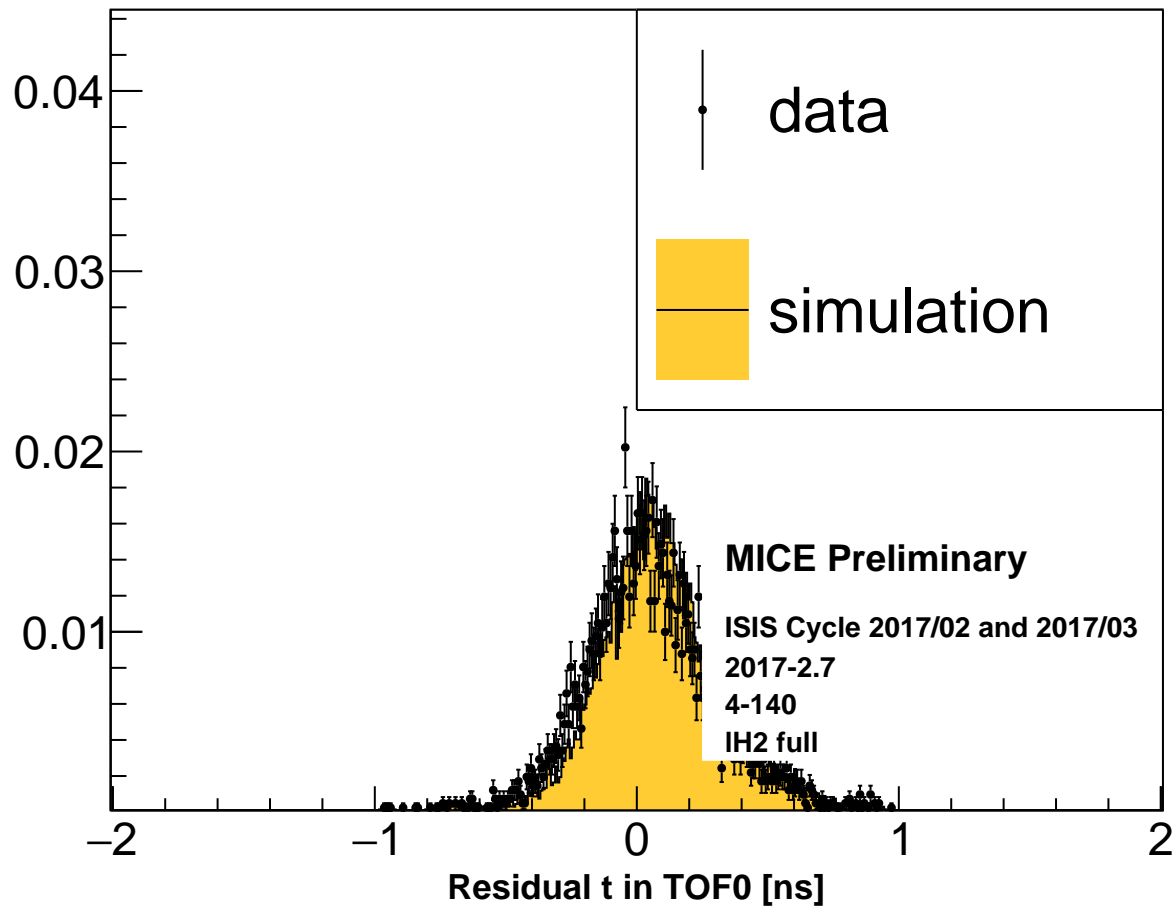 data
simulation
0.04
0.03
0.02
0.01
MICE Preliminary
ISIS Cycle 2017/02 and 2017/03
2017-2.7
4-140
lH2 full
−2 −1 0 1 2
Residual t in TOF0 [ns]